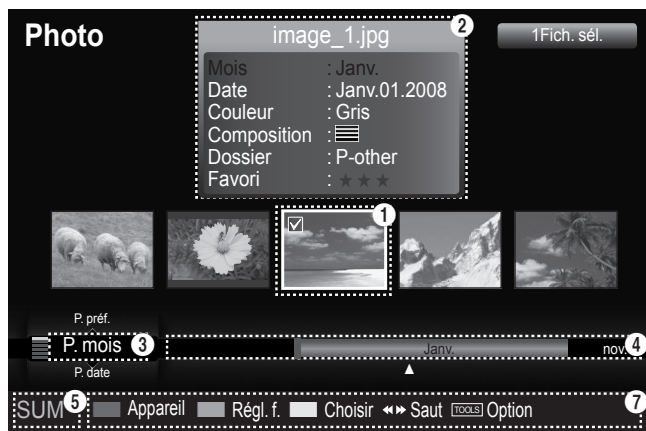 Photo
image_1.jpg
2
1Fich. sél.
Mois : Janv.
Date : Janv.01.2008
Couleur : Gris
Composition :
Dossier : P-other
Favori : ★★★
1
P. préf.
P. mois 3
Janv.
nov. 4
P. date
SUM 5
Appareil Régl. f. Choisir ◄◄ ►► Saut TOOLS Option 7